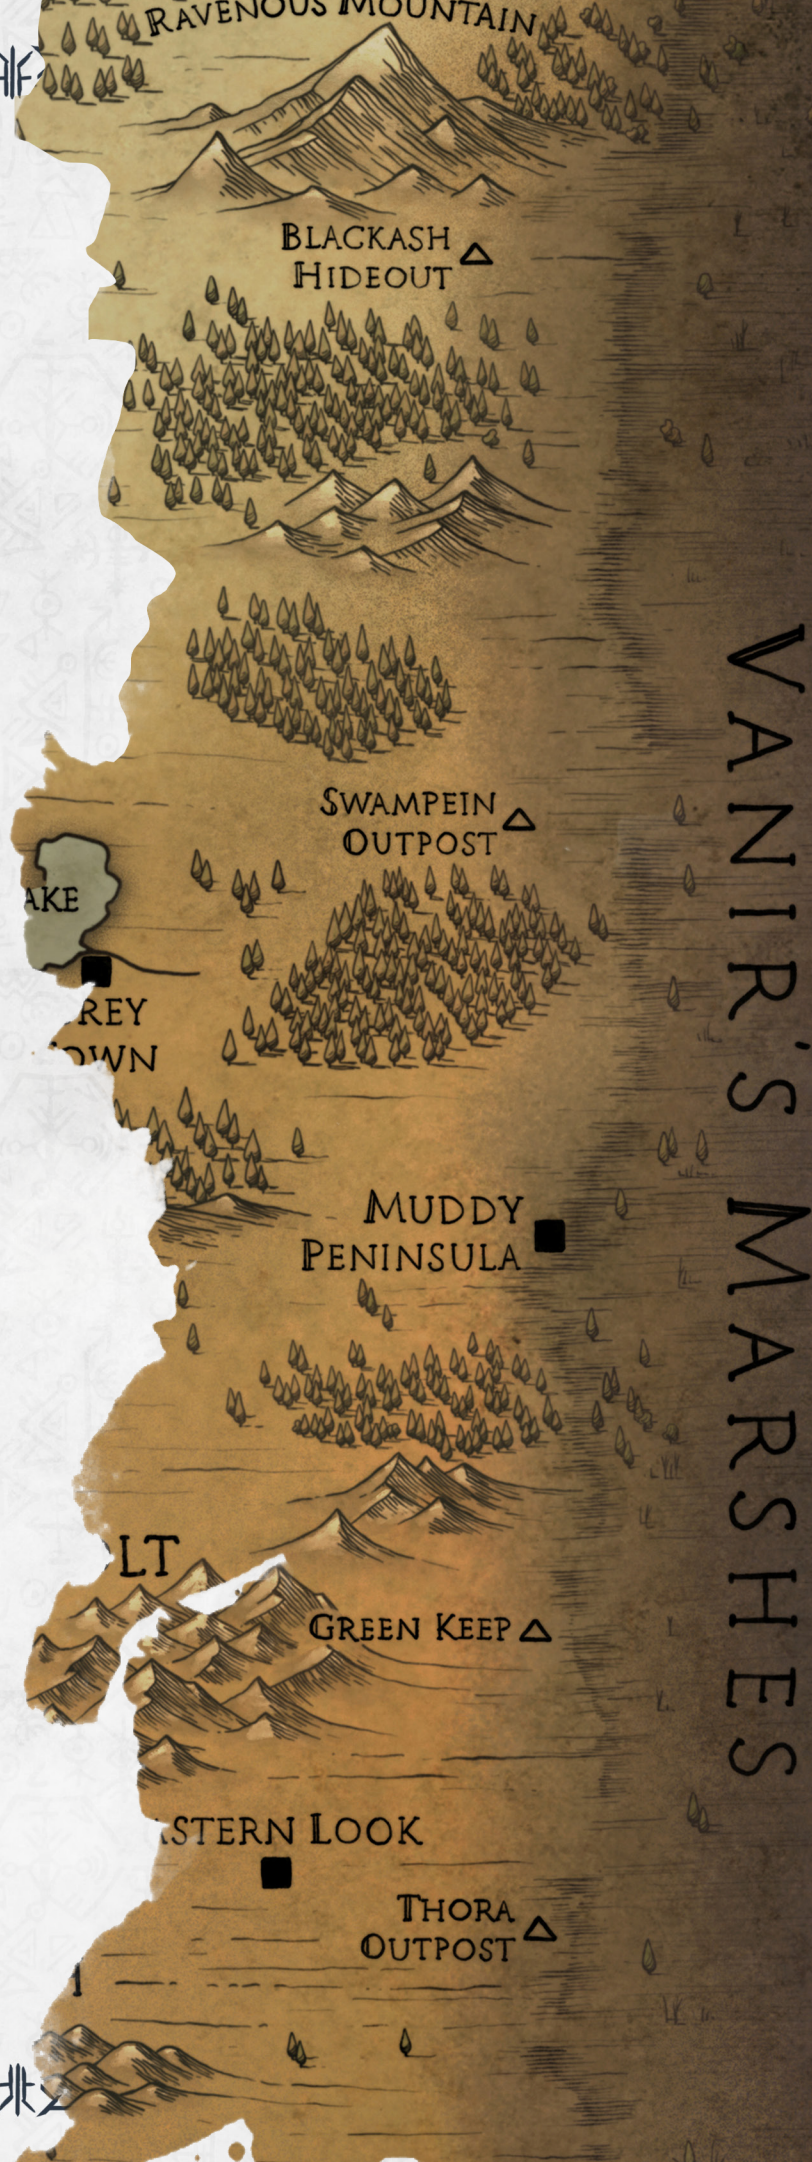 RAVENOUS MOUNTAIN
BLACKASH
HIDEOUT
SWAMPEIN
OUTPOST
AKE
REY
OWN
VANIR'S MARSHES
MUDDY
PENINSULA
LT
GREEN KEEP
ASTERN LOOK
THORA
OUTPOST